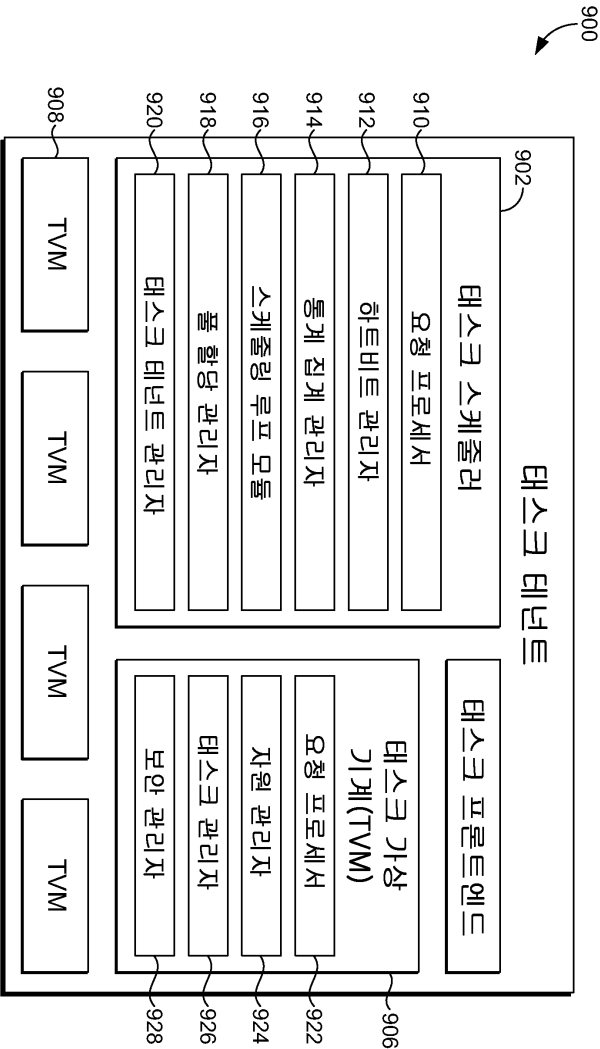 900
태스크 테넌트
902
태스크 스케줄러
910
요청 프로세서
912
하트비트 관리자
914
통계 집계 관리자
916
스케줄링 루프 모듈
918
풀 할당 관리자
920
태스크 테넌트 관리자
태스크 프론트엔드
태스크 가상
기계(TVM)
906
요청 프로세서
922
자원 관리자
924
태스크 관리자
926
보안 관리자
928
908
TVM
TVM
TVM
TVM